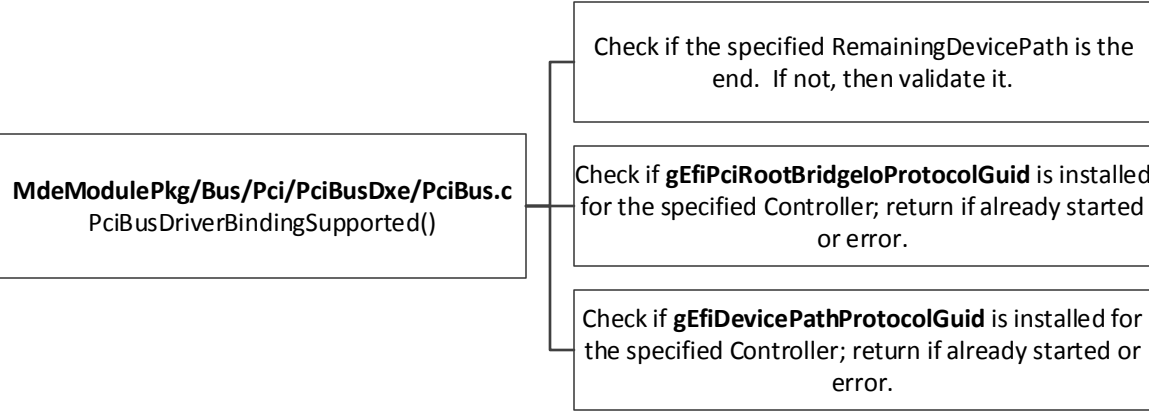 MdeModulePkg/Bus/Pci/PciBusDxe/PciBus.c
PciBusDriverBindingSupported()
Check if the specified RemainingDevicePath is the
end.  If not, then validate it.
Check if gEfiPciRootBridgeIoProtocolGuid is installed
for the specified Controller; return if already started
or error.
Check if gEfiDevicePathProtocolGuid is installed for
the specified Controller; return if already started or
error.